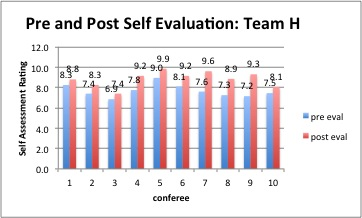 Pre and Post Self Evaluation: Team H
12.0
10.0
8.0
6.0
4.0
2.0
0.0
Self Assessment Rating
8.3 8.8
7.4 8.3
6.9 7.4
7.8 9.2
9.0 9.9
8.1 9.2
7.6 9.6
7.3 8.9
7.2 9.3
7.5 8.1
1 2 3 4 5 6 7 8 9 10
conferee
pre eval
post eval